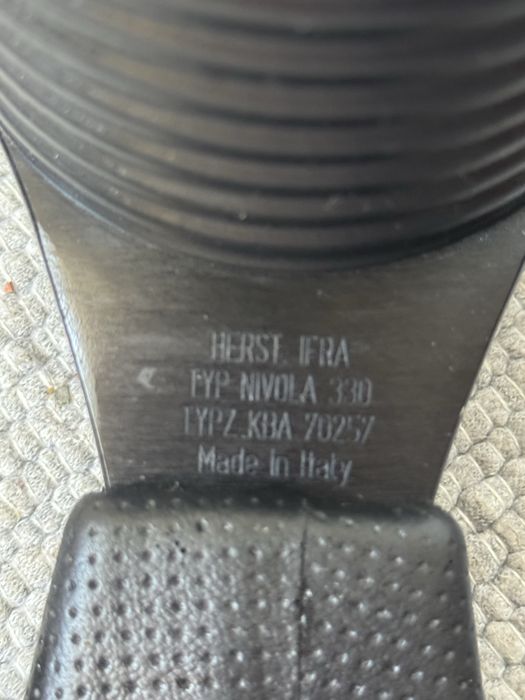 HERST. IFRA
TYP NIVOLA 330
TYPZ.KBA 70257
Made In Italy